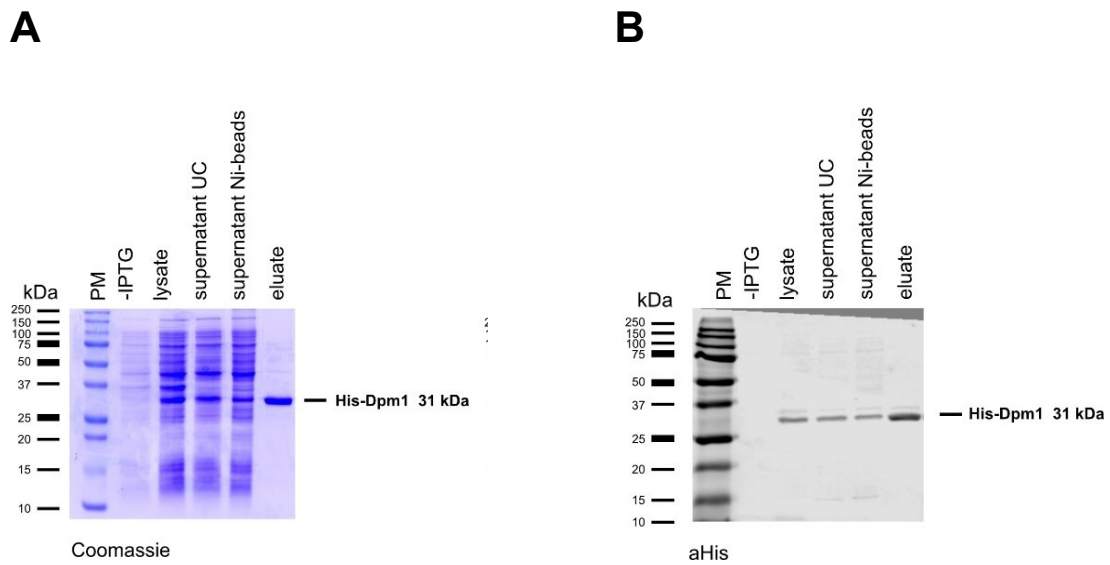 A
B
PM
-IPTG
lysate
supernatant UC
supernatant Ni-beads
eluate
kDa
250
150
100
75
50
37
25
20
15
10
His-Dpm1 31 kDa
Coomassie
PM
-IPTG
lysate
supernatant UC
supernatant Ni-beads
eluate
kDa
250
150
100
75
50
37
25
20
15
10
His-Dpm1 31 kDa
aHis